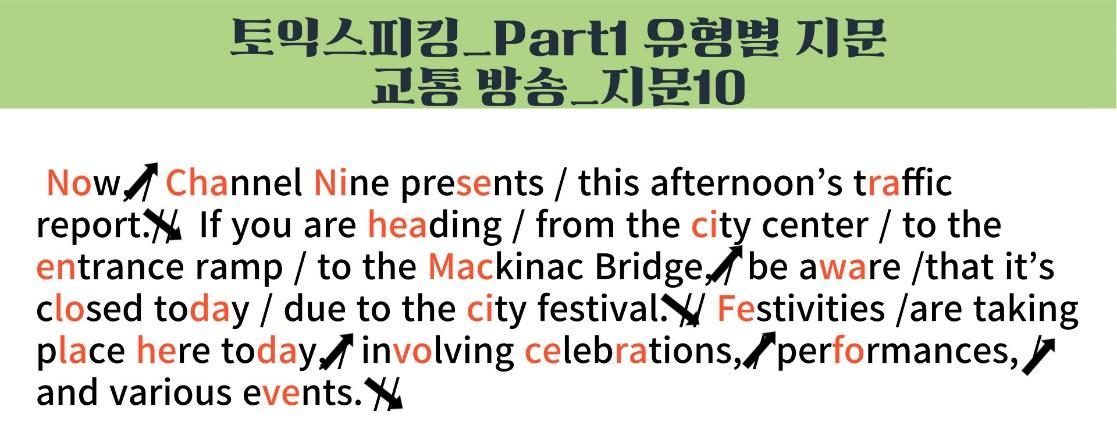 토익스피킹_Part1 유형별 지문
교통 방송_지문10
Now,/ Channel Nine presents / this afternoon’s traffic
report.// If you are heading / from the city center / to the
entrance ramp / to the Mackinac Bridge,/ be aware /that it’s
closed today / due to the city festival.// Festivities /are taking
place here today,/ involving celebrations,/ performances, /
and various events. //